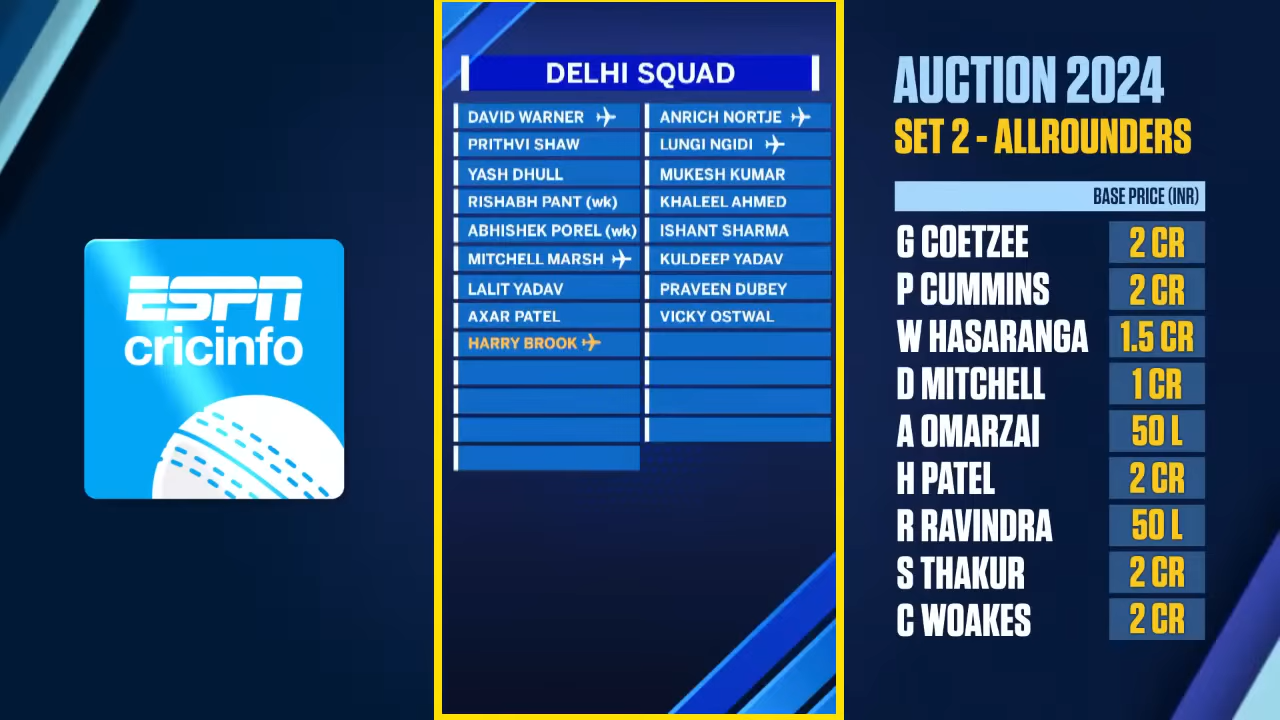 ESPN
cricinfo
DELHI SQUAD
DAVID WARNER
PRITHVI SHAW
YASH DHULL
RISHABH PANT (wk)
ABHISHEK POREL (wk)
MITCHELL MARSH
LALIT YADAV
AXAR PATEL
HARRY BROOK
ANRICH NORTJE
LUNGI NGIDI
MUKESH KUMAR
KHALEEL AHMED
ISHANT SHARMA
KULDEEP YADAV
PRAVEEN DUBEY
VICKY OSTWAL
AUCTION 2024
SET 2 - ALLROUNDERS
BASE PRICE (INR)
G COETZEE 2 CR
P CUMMINS 2 CR
W HASARANGA 1.5 CR
D MITCHELL 1 CR
A OMARZAI 50 L
H PATEL 2 CR
R RAVINDRA 50 L
S THAKUR 2 CR
C WOAKES 2 CR